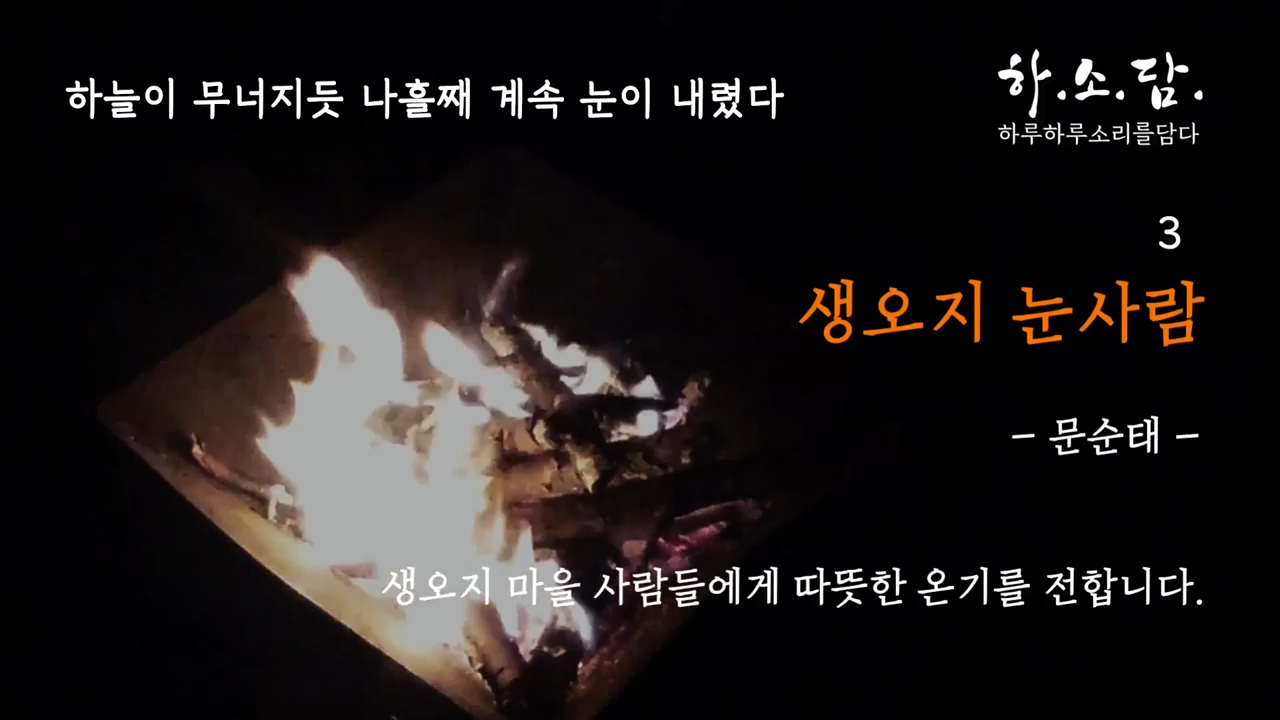 하늘이 무너지듯 나흘째 계속 눈이 내렸다
하.소.담.
하루하루소리를담다
3
생오지 눈사람
– 문순태 –
생오지 마을 사람들에게 따뜻한 온기를 전합니다.